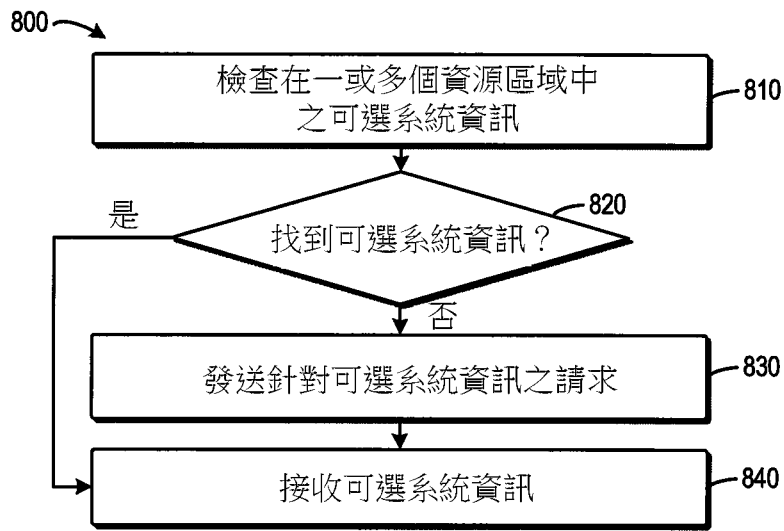 800
檢查在一或多個資源區域中
之可選系統資訊
810
820
是
找到可選系統資訊？
否
發送針對可選系統資訊之請求
830
接收可選系統資訊
840